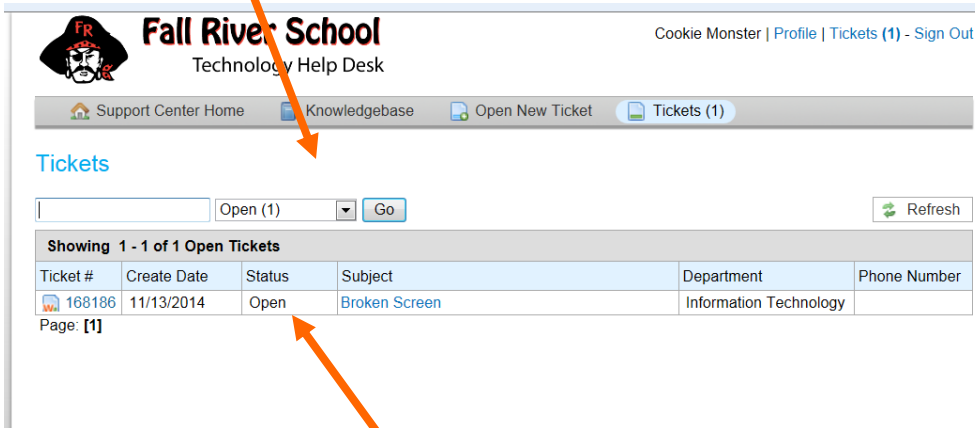 FR
Fall River School
Technology Help Desk
Cookie Monster | Profile | Tickets (1) - Sign Out
Support Center Home Knowledgebase Open New Ticket Tickets (1)
Tickets
Open (1) Go Refresh
Showing 1 - 1 of 1 Open Tickets
Ticket # Create Date Status Subject Department Phone Number
168186 11/13/2014 Open Broken Screen Information Technology
Page: [1]